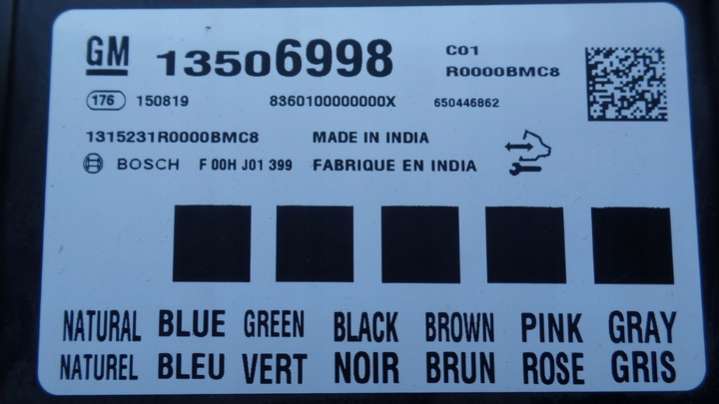 GM 13506998 C01
R0000BMC8
176 150819 8360100000000X 650446862
1315231R0000BMC8 MADE IN INDIA
BOSCH F 00H J01 399 FABRIQUE EN INDIA
NATURAL BLUE GREEN BLACK BROWN PINK GRAY
NATUREL BLEU VERT NOIR BRUN ROSE GRIS